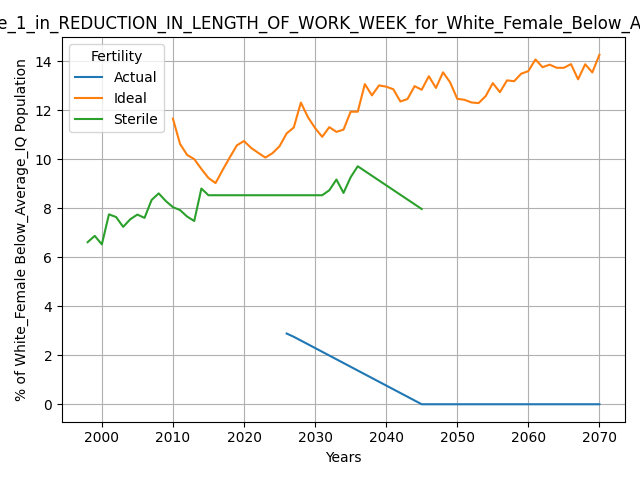 e_1_in_REDUCTION_IN_LENGTH_OF_WORK_WEEK_for_White_Female_Below_A
Fertility
Actual
Ideal
Sterile
% of White_Female Below_Average_IQ Population
14
12
10
8
6
4
2
0
2000 2010 2020 2030 2040 2050 2060 2070
Years